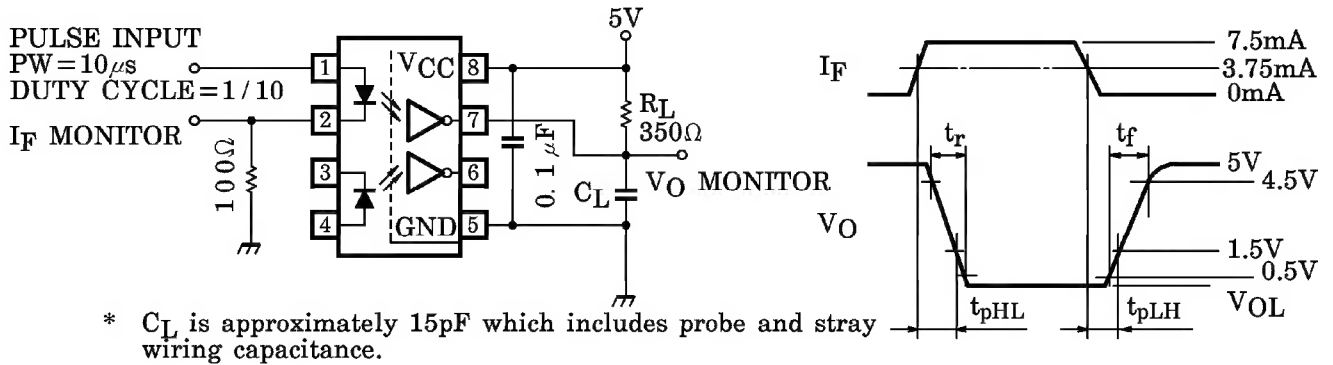 PULSE INPUT
PW=10μs
DUTY CYCLE=1/10
IF MONITOR
100Ω
1
2
3
4
VCC
GND
8
7
6
5
0.1μF
5V
RL
350Ω
CL
VO MONITOR
* CL is approximately 15pF which includes probe and stray
wiring capacitance.
IF
7.5mA
3.75mA
0mA
tr
tf
5V
4.5V
VO
1.5V
0.5V
VOL
tpHL
tpLH